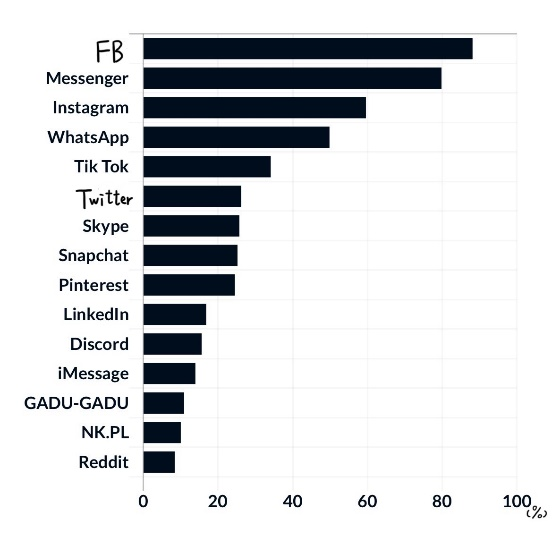 FB
Messenger
Instagram
WhatsApp
Tik Tok
Twitter
Skype
Snapchat
Pinterest
LinkedIn
Discord
iMessage
GADU-GADU
NK.PL
Reddit
0 20 40 60 80 100
(%)